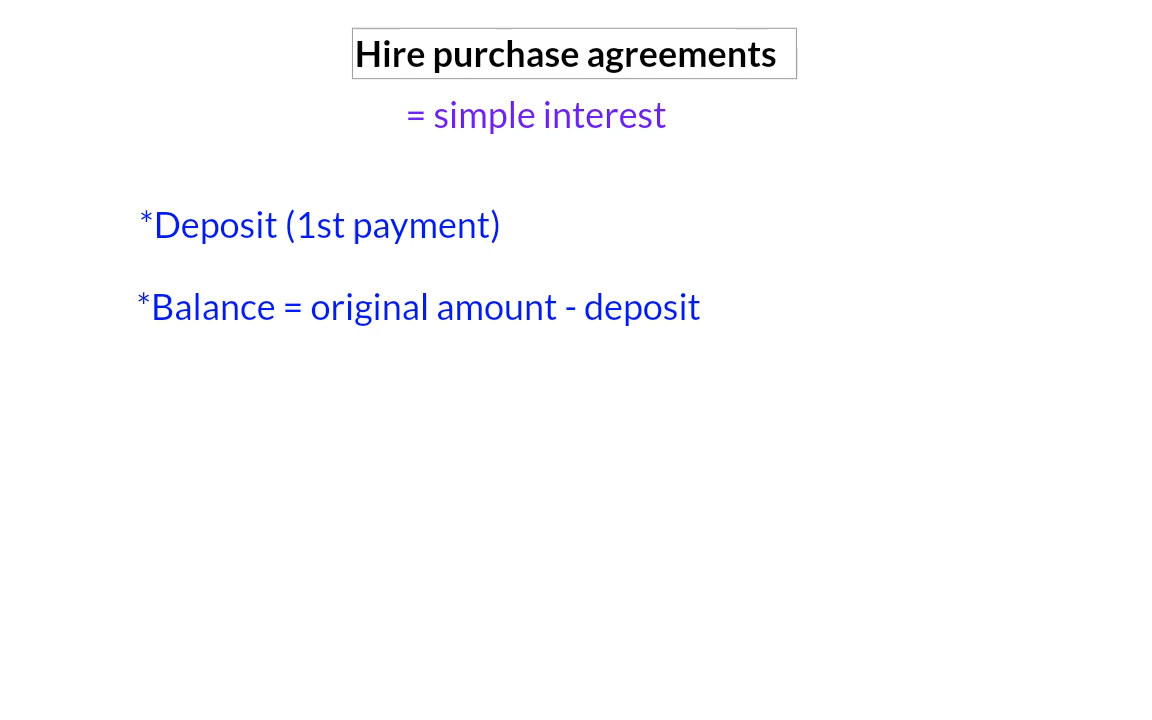 Hire purchase agreements
= simple interest
*Deposit (1st payment)
*Balance = original amount - deposit